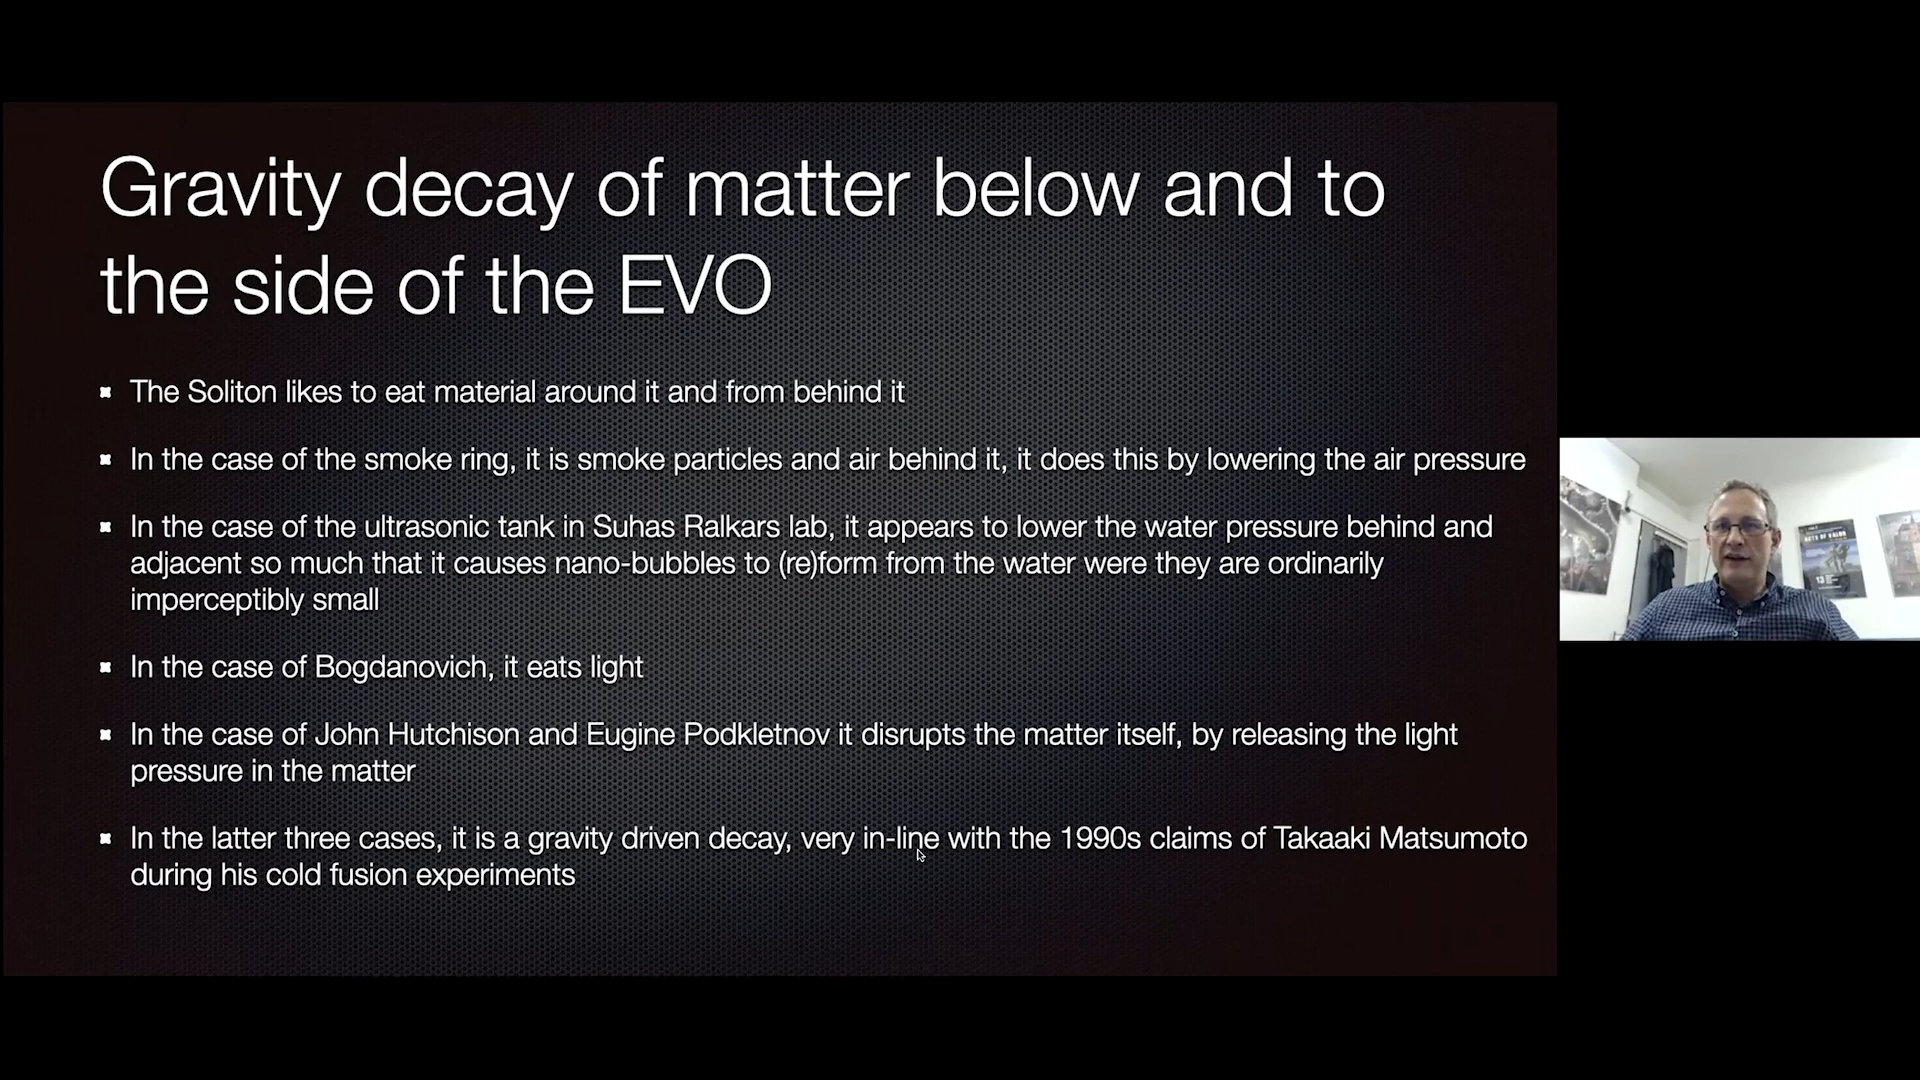 Gravity decay of matter below and to
the side of the EVO
The Soliton likes to eat material around it and from behind it
In the case of the smoke ring, it is smoke particles and air behind it, it does this by lowering the air pressure
In the case of the ultrasonic tank in Suhas Ralkars lab, it appears to lower the water pressure behind and
adjacent so much that it causes nano-bubbles to (re)form from the water were they are ordinarily
imperceptibly small
In the case of Bogdanovich, it eats light
In the case of John Hutchison and Eugine Podkletnov it disrupts the matter itself, by releasing the light
pressure in the matter
In the latter three cases, it is a gravity driven decay, very in-line with the 1990s claims of Takaaki Matsumoto
during his cold fusion experiments